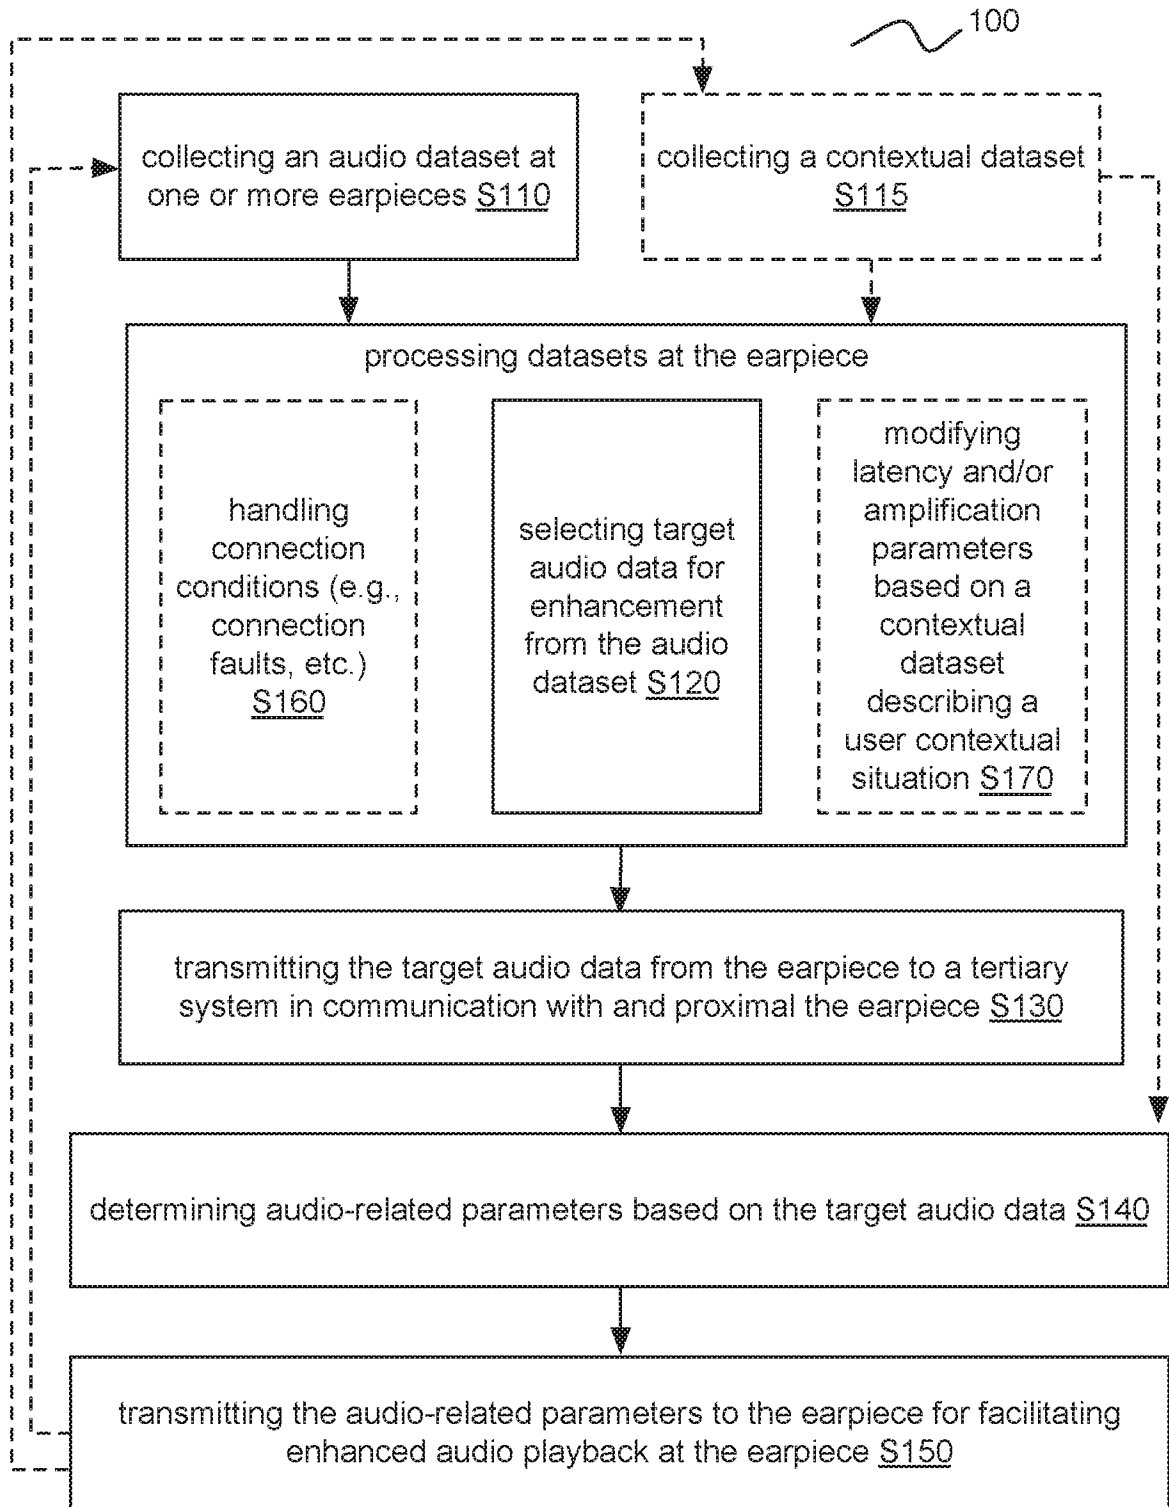 100
collecting an audio dataset at
one or more earpieces S110
collecting a contextual dataset
S115
processing datasets at the earpiece
handling
connection
conditions (e.g.,
connection
faults, etc.)
S160
selecting target
audio data for
enhancement
from the audio
dataset S120
modifying
latency and/or
amplification
parameters
based on a
contextual
dataset
describing a
user contextual
situation S170
transmitting the target audio data from the earpiece to a tertiary
system in communication with and proximal the earpiece S130
determining audio-related parameters based on the target audio data S140
transmitting the audio-related parameters to the earpiece for facilitating
enhanced audio playback at the earpiece S150